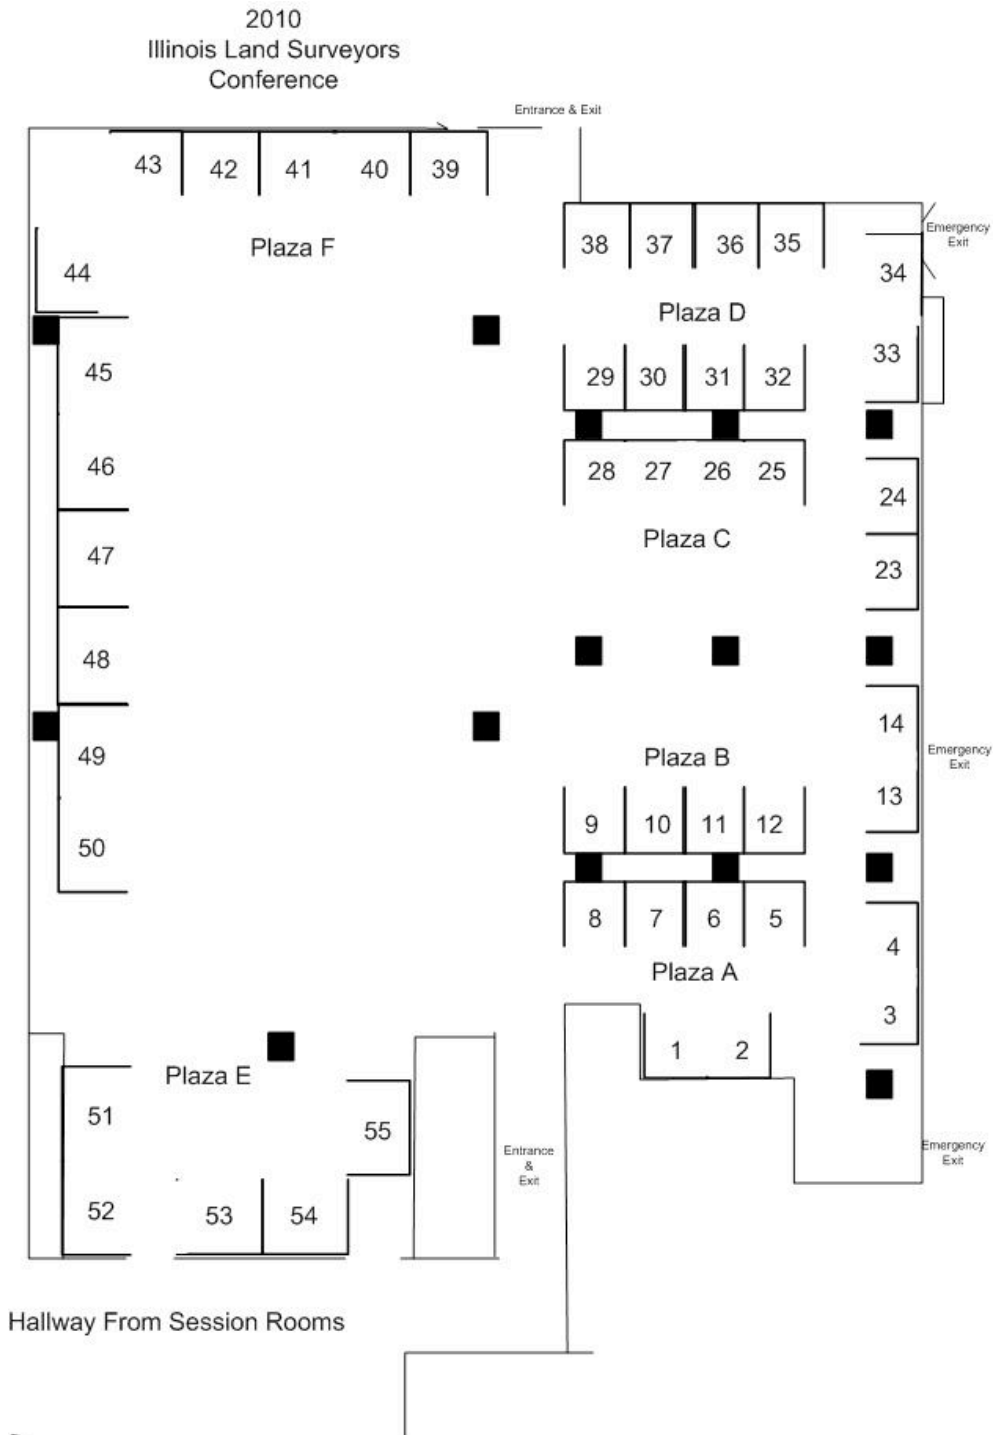 2010
Illinois Land Surveyors
Conference
Entrance & Exit
43 42 41 40 39
Plaza F
38 37 36 35
Emergency
Exit
44
34
Plaza D
33
45
29 30 31 32
46
28 27 26 25
24
Plaza C
47
23
48
14
Emergency
Exit
49
Plaza B
13
50
9 10 11 12
8 7 6 5
4
Plaza A
3
1 2
Plaza E
51
55
Entrance
&
Exit
Emergency
Exit
52
53 54
Hallway From Session Rooms